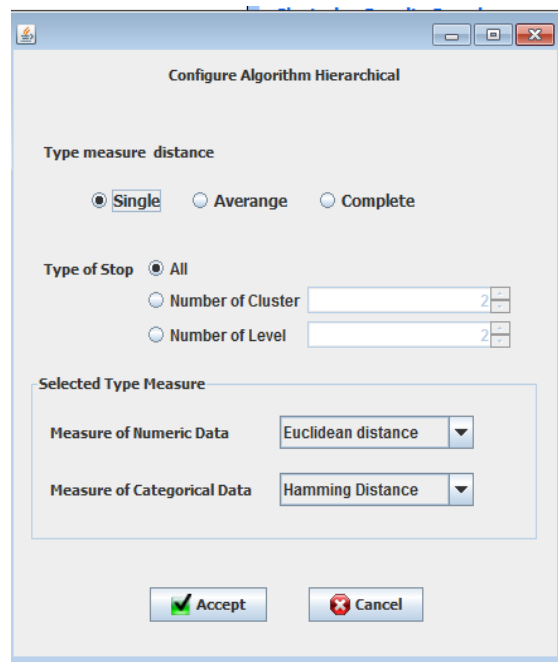 Configure Algorithm Hierarchical
Type measure distance
Single Averange Complete
Type of Stop All
Number of Cluster 2
Number of Level 2
Selected Type Measure
Measure of Numeric Data Euclidean distance
Measure of Categorical Data Hamming Distance
Accept Cancel